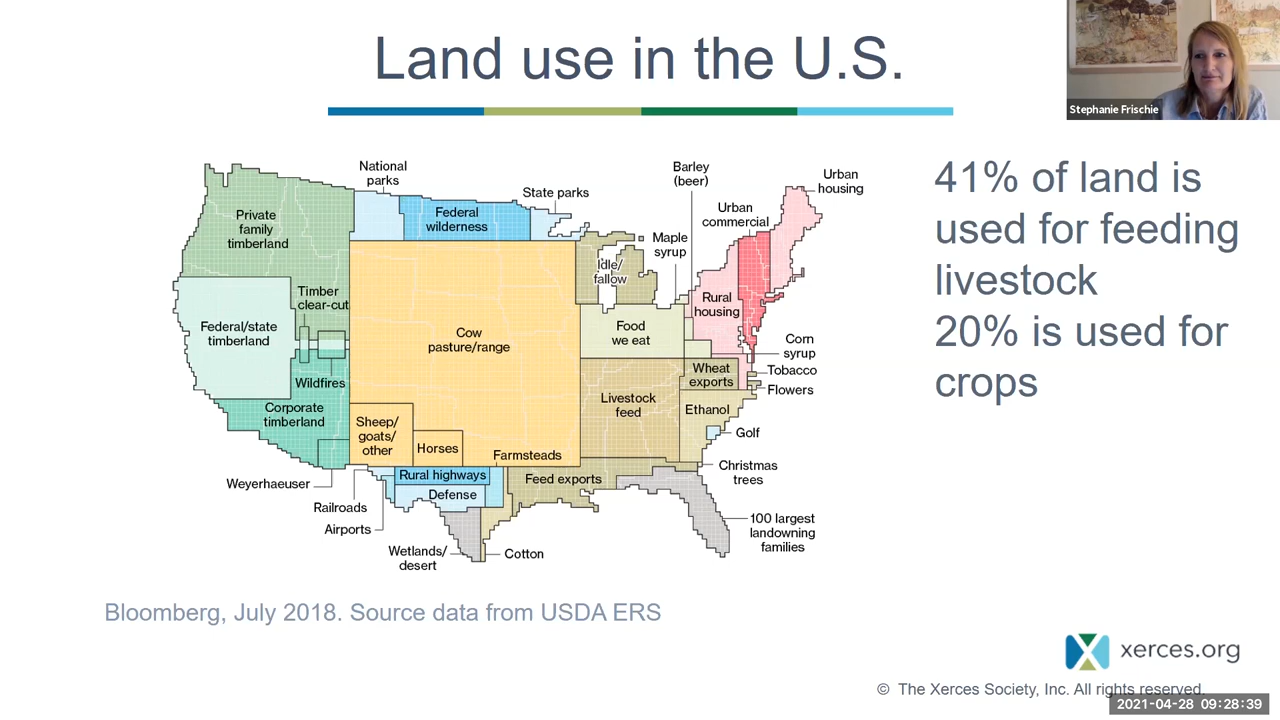 Land use in the U.S.
Stephanie Frischie
41% of land is
used for feeding
livestock
20% is used for
crops
National
parks
Barley
(beer)
Urban
housing
State parks
Private
family
timberland
Federal
wilderness
Urban
commercial
Maple
syrup
Idle/
fallow
Timber
clear-cut
Rural
housing
Federal/state
timberland
Cow
pasture/range
Food
we eat
Corn
syrup
Wildfires
Wheat
exports
Tobacco
Flowers
Corporate
timberland
Sheep/
goats/
other
Livestock
feed
Ethanol
Golf
Horses
Farmsteads
Christmas
trees
Weyerhaeuser
Rural highways
Feed exports
Defense
Railroads
Airports
100 largest
landowning
families
Wetlands/
desert
Cotton
Bloomberg, July 2018. Source data from USDA ERS
xerces.org
© The Xerces Society, Inc. All rights reserved.
2021-04-28 09:28:39